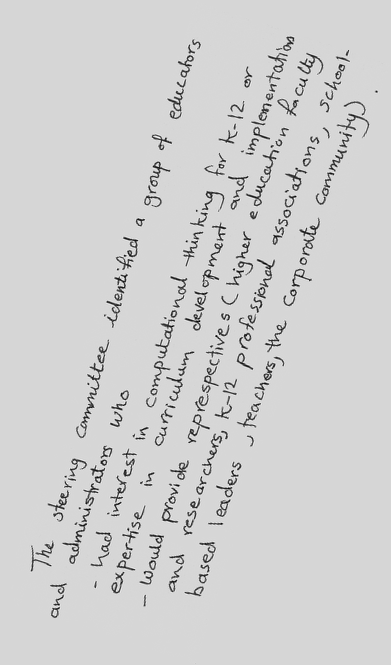 The steering committee identified a group of educators
and administrators who
- had interest in computational thinking for k-12 or
expertise in curriculum development and implementation
- Would provide represpectives (higher education faculty
and researchers, k-12 professional associations, school-
based leaders, teachers, the corporate community).